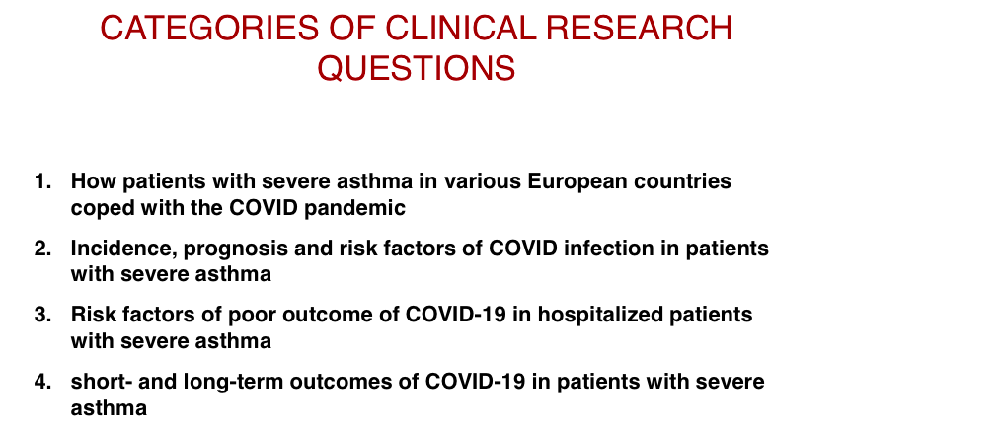 CATEGORIES OF CLINICAL RESEARCH
QUESTIONS
1. How patients with severe asthma in various European countries
coped with the COVID pandemic
2. Incidence, prognosis and risk factors of COVID infection in patients
with severe asthma
3. Risk factors of poor outcome of COVID-19 in hospitalized patients
with severe asthma
4. short- and long-term outcomes of COVID-19 in patients with severe
asthma